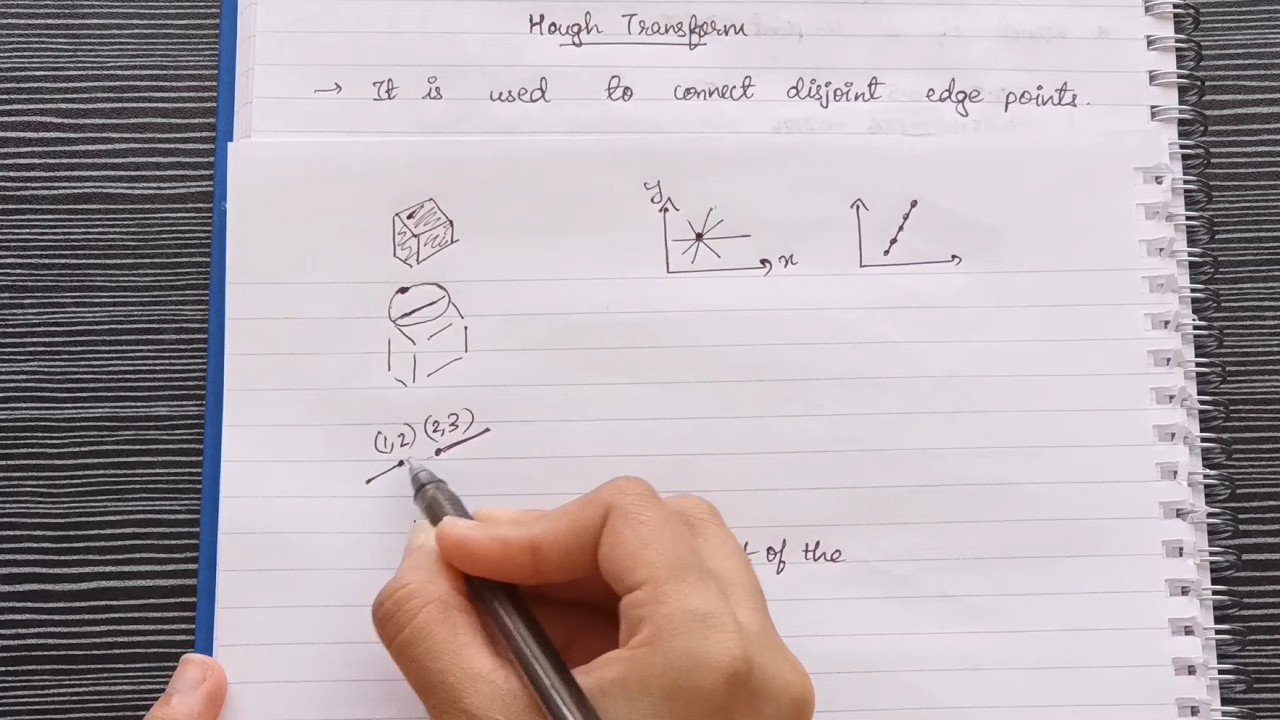 Hough Transform
→ It is used to connect disjoint edge points.
y
x
(1,2) (2,3)
of the